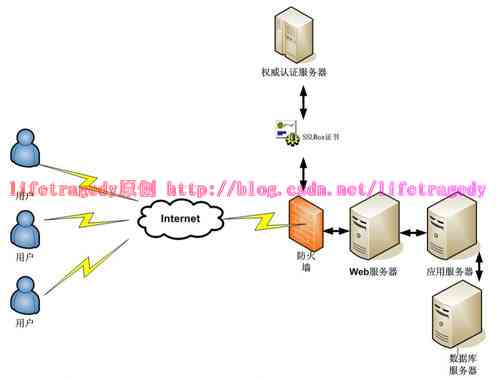 权威认证服务器
SSLBox证书
用户
lifetragedy原创 http://blog.csdn.net/lifetragedy
Internet
用户
防火
墙
Web服务器
应用服务器
用户
数据库
服务器